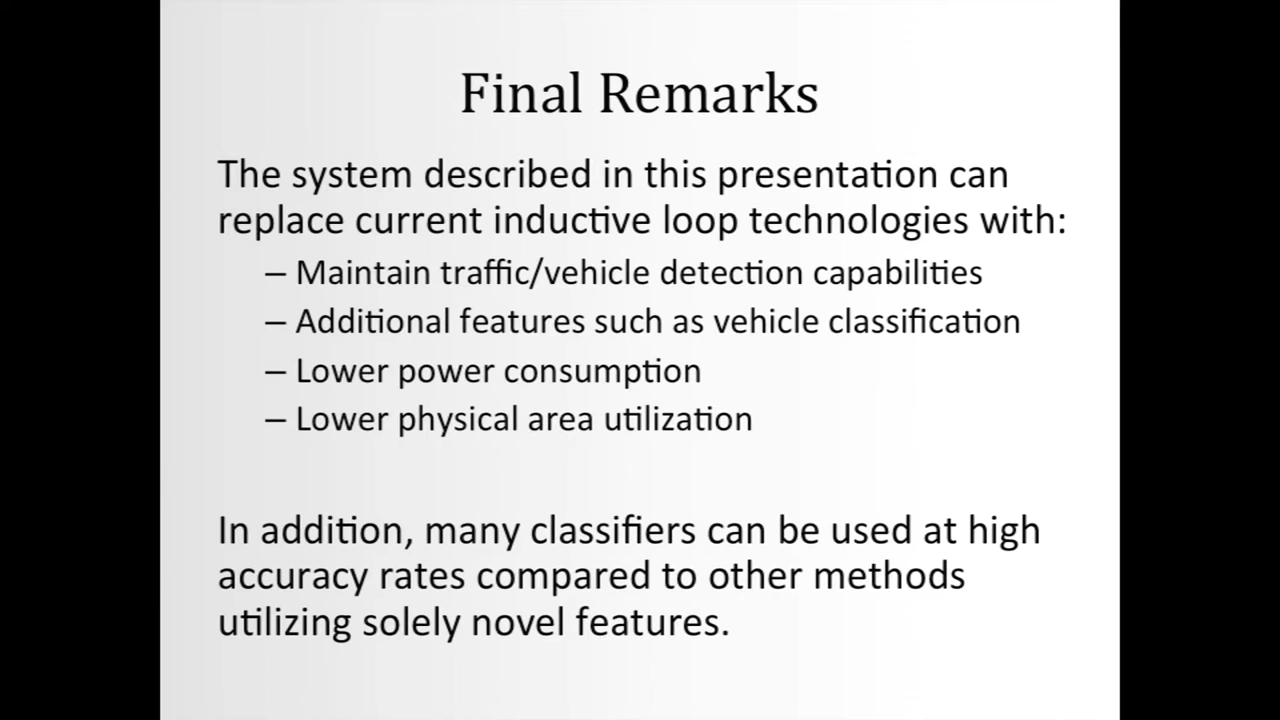 Final Remarks
The system described in this presentation can
replace current inductive loop technologies with:
– Maintain traffic/vehicle detection capabilities
– Additional features such as vehicle classification
– Lower power consumption
– Lower physical area utilization
In addition, many classifiers can be used at high
accuracy rates compared to other methods
utilizing solely novel features.